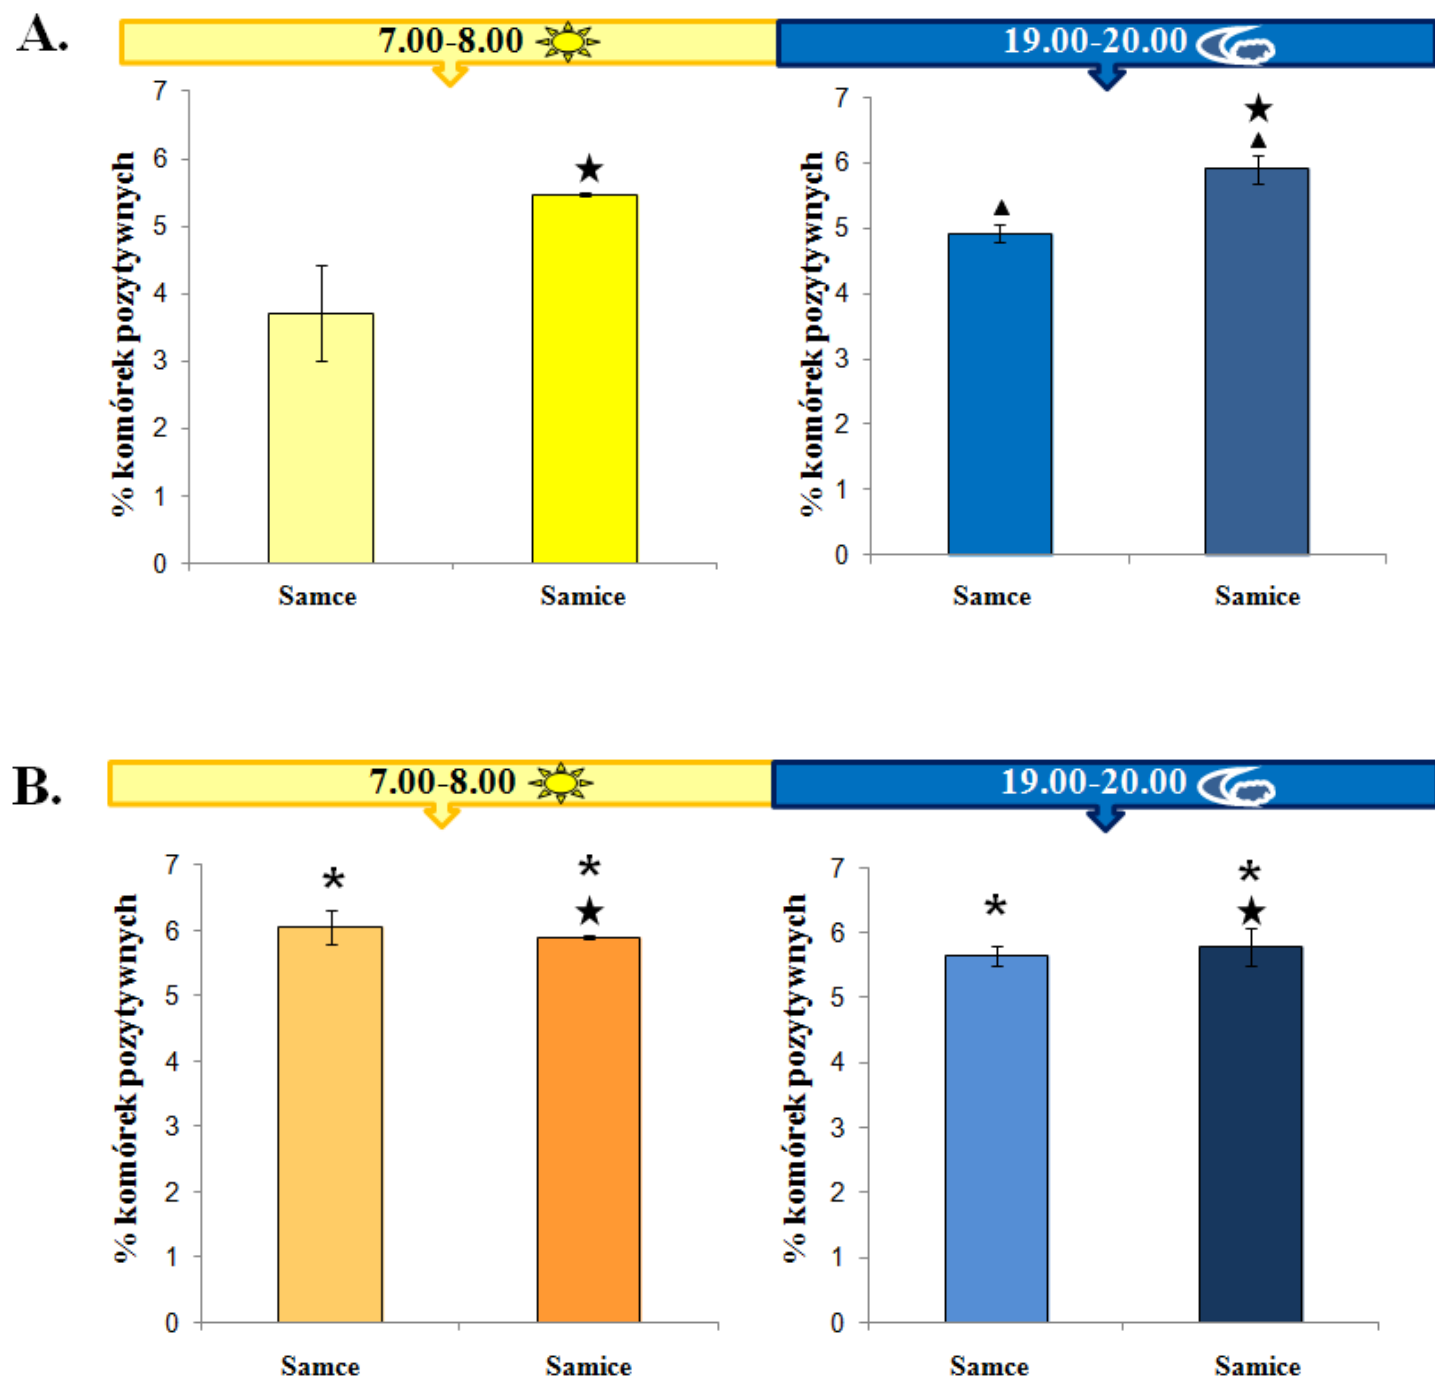 A.
7.00-8.00
19.00-20.00
% komórek pozytywnych
7
6
5
4
3
2
1
0
Samce
Samice
% komórek pozytywnych
7
6
5
4
3
2
1
0
Samce
Samice
B.
7.00-8.00
19.00-20.00
% komórek pozytywnych
7
6
5
4
3
2
1
0
*
*
Samce
Samice
% komórek pozytywnych
7
6
5
4
3
2
1
0
*
*
Samce
Samice